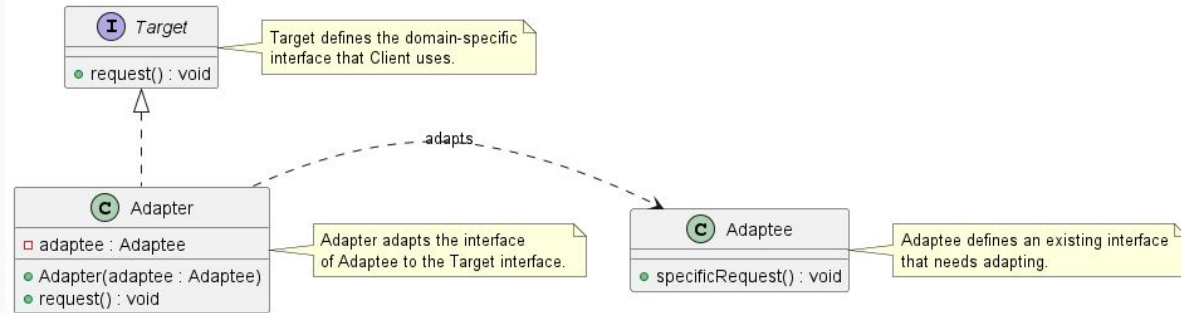 I Target
Target defines the domain-specific
interface that Client uses.
request() : void
adapts
C Adapter
adaptee : Adaptee
Adapter(adaptee : Adaptee)
request() : void
Adapter adapts the interface
of Adaptee to the Target interface.
C Adaptee
specificRequest() : void
Adaptee defines an existing interface
that needs adapting.